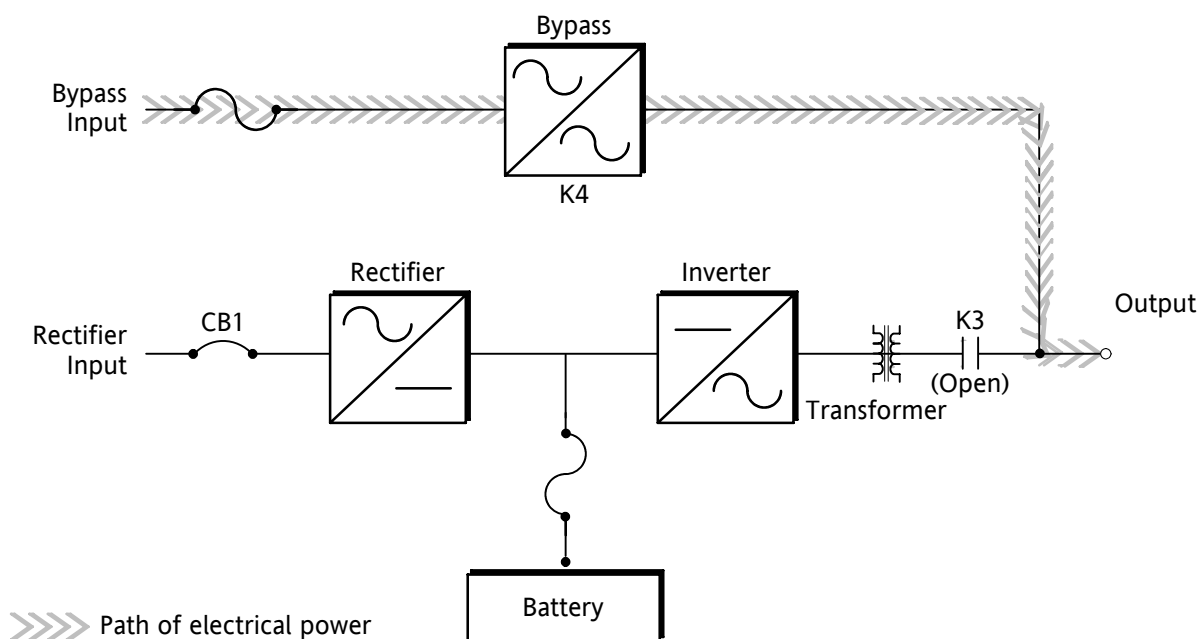 Bypass
Bypass
Input
K4
Rectifier
Inverter
Output
Rectifier
Input
CB1
K3
(Open)
Transformer
Battery
Path of electrical power